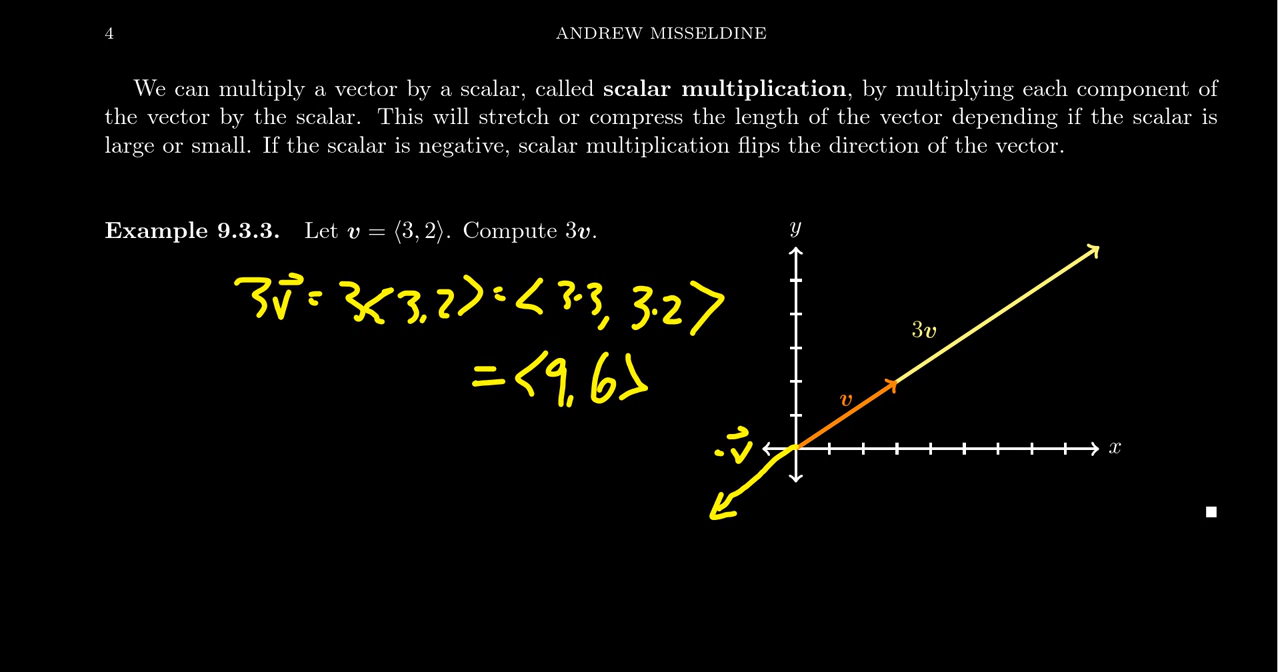 4
ANDREW MISSELDINE
We can multiply a vector by a scalar, called scalar multiplication, by multiplying each component of
the vector by the scalar. This will stretch or compress the length of the vector depending if the scalar is
large or small. If the scalar is negative, scalar multiplication flips the direction of the vector.
Example 9.3.3. Let v = ⟨3, 2⟩. Compute 3v.
3v⃗ = 3<3, 2> = <3·3, 3·2>
= <9, 6>
y
3v
v
-v⃗
x